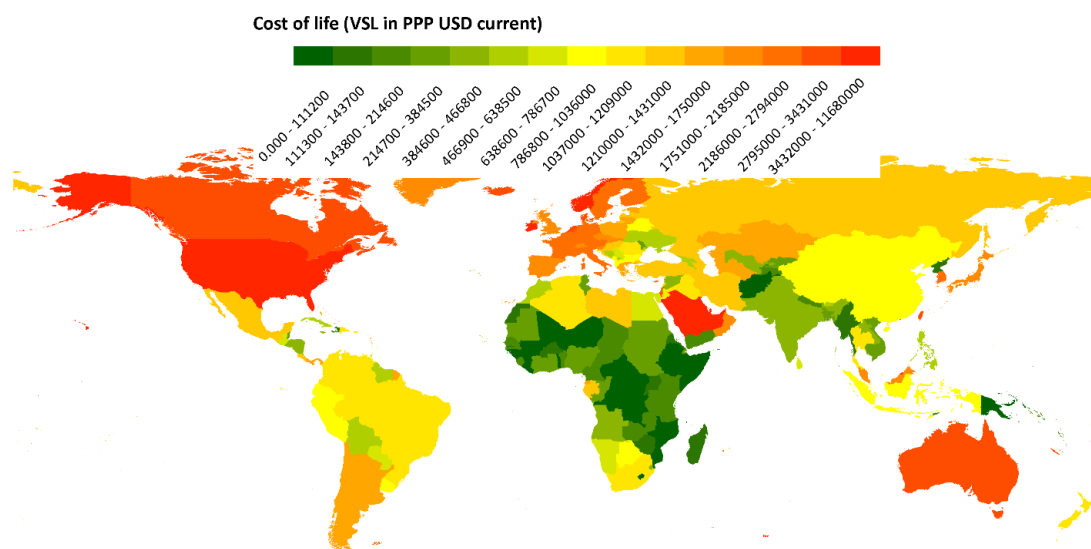 Cost of life (VSL in PPP USD current)
0.000 - 111200
111300 - 143700
143800 - 214600
214700 - 384500
384600 - 466800
466900 - 638500
638600 - 786700
786800 - 1036000
1037000 - 1209000
1210000 - 1431000
1432000 - 1750000
1751000 - 2185000
2186000 - 2794000
2795000 - 3431000
3432000 - 11680000